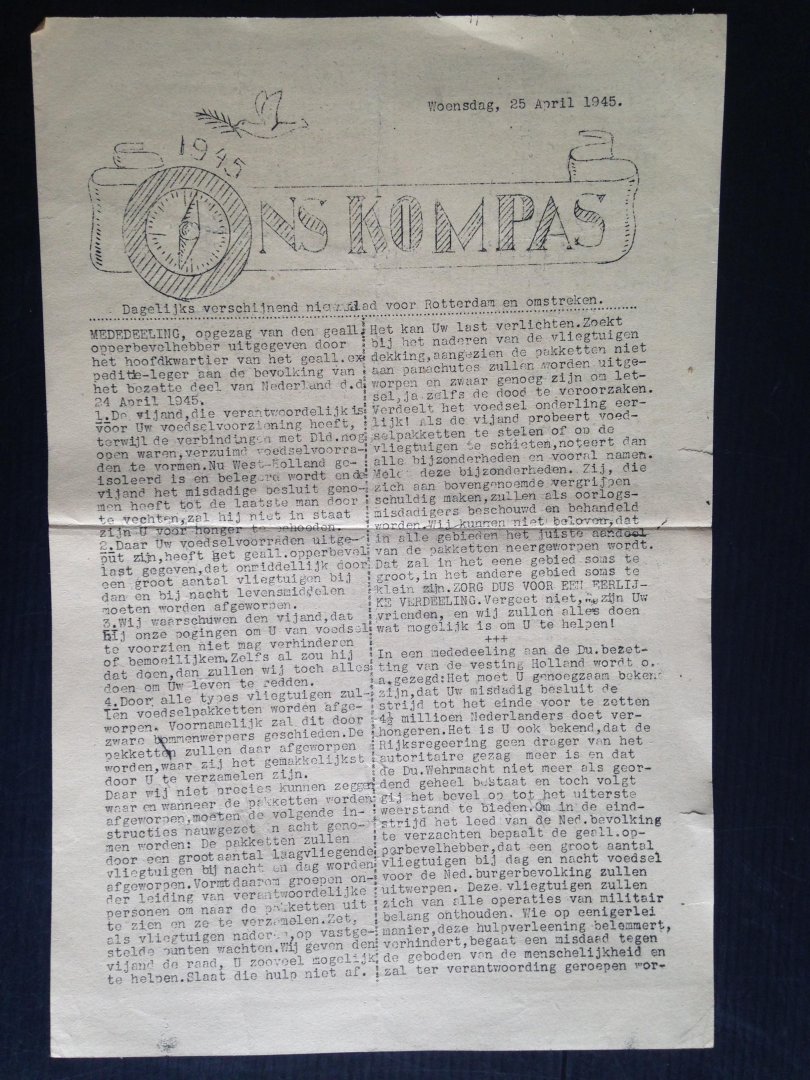 Woensdag, 25 April 1945.
1945
ONS KOMPAS
Dagelijks verschijnend nieuwsblad voor Rotterdam en omstreken.
MEDEDEELING, opgezag van den geall.
opperbevelhebber uitgegeven door
het hoofdkwartier van het geall.ex
peditie-leger aan de bevolking van
het bezette deel van Nederland d.d.
24 April 1945.
1.De vijand,die verantwoordelijk is
voor Uw voedselvoorziening heeft,
terwijl de verbindingen met Dld.nog
open waren,verzuimd voedselvoorra-
den te vormen.Nu West-Holland ge-
isoleerd is en belegerd wordt ende
vijand het misdadige besluit geno-
men heeft tot de laatste man door
te vechten,zal hij niet in staat
zijn U voor honger te behoeden.
2.Daar Uw voedselvoorraden uitge-
put zijn,heeft het geall.opperbevel
last gegeven,dat onmiddellijk door
een groot aantal vliegtuigen bij
dan en bij nacht levensmiddelen
moeten worden afgeworpen.
3.Wij waarschuwen den vijand,dat
hij onze pogingen om U van voedsel
te voorzien niet mag verhinderen
of bemoeilijken.Zelfs al zou hij
dat doen,dan zullen wij toch alles
doen om Uw leven te redden.
4.Door alle types vliegtuigen zul-
len voedselpakketten worden afge-
worpen. Voornamelijk zal dit door
zware bommenwerpers geschieden.De
pakketten zullen daar afgeworpen
worden,waar zij het gemakkelijkst
door U te verzamelen zijn.
Daar wij niet precies kunnen zeggen
waar en wanneer de pakketten worden
afgeworpen,moeten de volgende in-
structies nauwgezet in acht geno-
men worden: De pakketten zullen
door een grootaantal laagvliegende
vliegtuigen bij nacht en dag worden
afgeworpen.Vormt daarom groepen on-
der leiding van verantwoordelijke
personen om naar de pakketten uit
te zien en ze te verzamelen.Zet,
als vliegtuigen naderen,op vastge-
stelde punten wachten.Wij geven den
vijand de raad, U zooveel mogelijk
te helpen.Slaat die hulp niet af.
Het kan Uw last verlichten.Zoekt
bij het naderen van de vliegtuigen
dekking,aangezien de pakketten niet
aan parachutes zullen worden uitge-
worpen en zwaar genoeg zijn om let-
sel,ja zelfs de dood te veroorzaken.
Verdeelt het voedsel onderling eer-
lijk! als de vijand probeert voed-
selpakketten te stelen of om de
vliegtuigen te schieten,noteert dan
alle bijzonderheden en vooral namen.
Meldt deze bijzonderheden. Zij, die
zich aan bovengenoemde vergrijpen
schuldig maken,zullen als oorlogs-
misdadigers beschouwd en behandeld
worden.Wij kunnen niet beloven,dat
in alle gebieden het juiste aandeel
van de pakketten neergeworpen wordt.
Dat zal in het eene gebied soms te
groot,in het andere gebied soms te
klein zijn. ZORG DUS VOOR EEN EERLIJ-
KE VERDEELING.Vergeet niet, zijn Uw
vrienden, en wij zullen alles doen
wat mogelijk is om U te helpen!
+++
In een mededeeling aan de Du.bezet-
ting van de vesting Holland wordt o.
a.gezegd:Het moet U genoegzaam bekend
zijn,dat Uw misdadig besluit de
strijd tot het einde voor te zetten
4½ millioen Nederlanders doet ver-
hongeren.Het is U ook bekend,dat de
Rijksregeering geen drager van het
autoritaire gezag meer is en dat
de Du.Wehrmacht niet meer als geor-
dend geheel bestaat en toch volgt
gij het bevel op tot het uiterste
weerstand te bieden.Om in de eind-
strijd het leed van de Ned.bevolking
te verzachten bepaalt de geall.op-
perbevelhebber,dat een groot aantal
vliegtuigen bij dag en nacht voedsel
voor de Ned.burgerbevolking zullen
uitwerpen. Deze vliegtuigen zullen
zich van alle operaties van militair
belang onthouden. Wie op eenigerlei
manier,deze hulpverleening belemmert,
verhindert,begaat een misdaad tegen
de geboden van de menschelijkheid en
zal ter verantwoording geroepen wor-